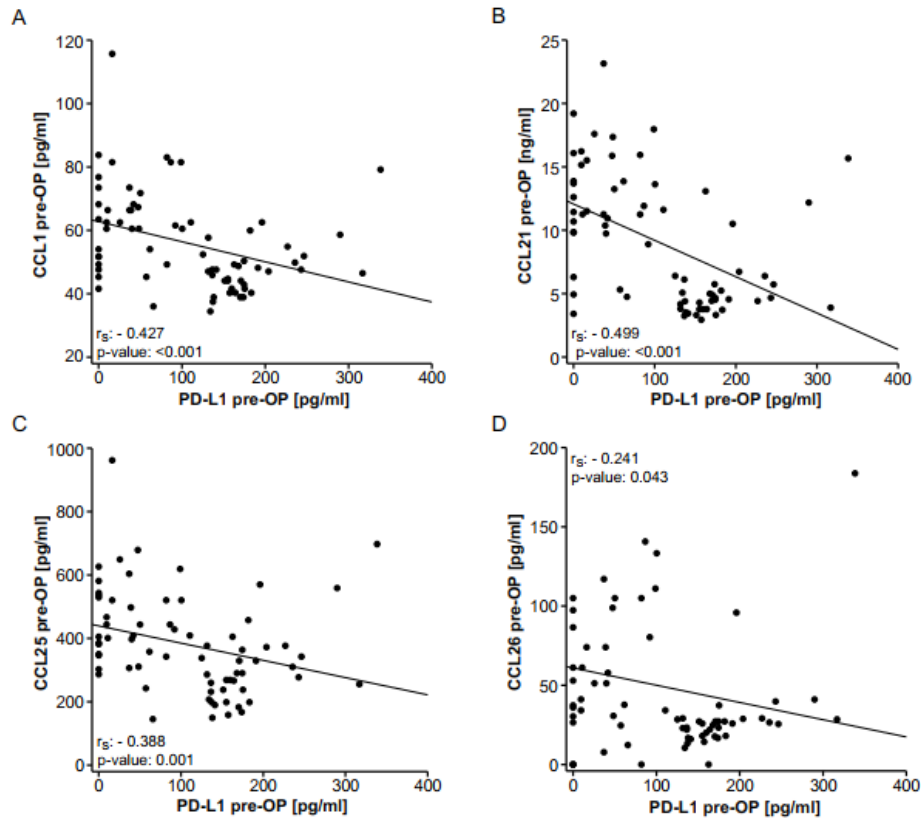 A
120
100
80
60
40
20
CCL1 pre-OP [pg/ml]
rS: - 0.427
p-value: <0.001
0 100 200 300 400
PD-L1 pre-OP [pg/ml]
B
25
20
15
10
5
0
CCL21 pre-OP [ng/ml]
rS: - 0.499
p-value: <0.001
0 100 200 300 400
PD-L1 pre-OP [pg/ml]
C
1000
800
600
400
200
0
CCL25 pre-OP [pg/ml]
rS: - 0.388
p-value: 0.001
0 100 200 300 400
PD-L1 pre-OP [pg/ml]
D
200
150
100
50
0
CCL26 pre-OP [pg/ml]
rS: - 0.241
p-value: 0.043
0 100 200 300 400
PD-L1 pre-OP [pg/ml]